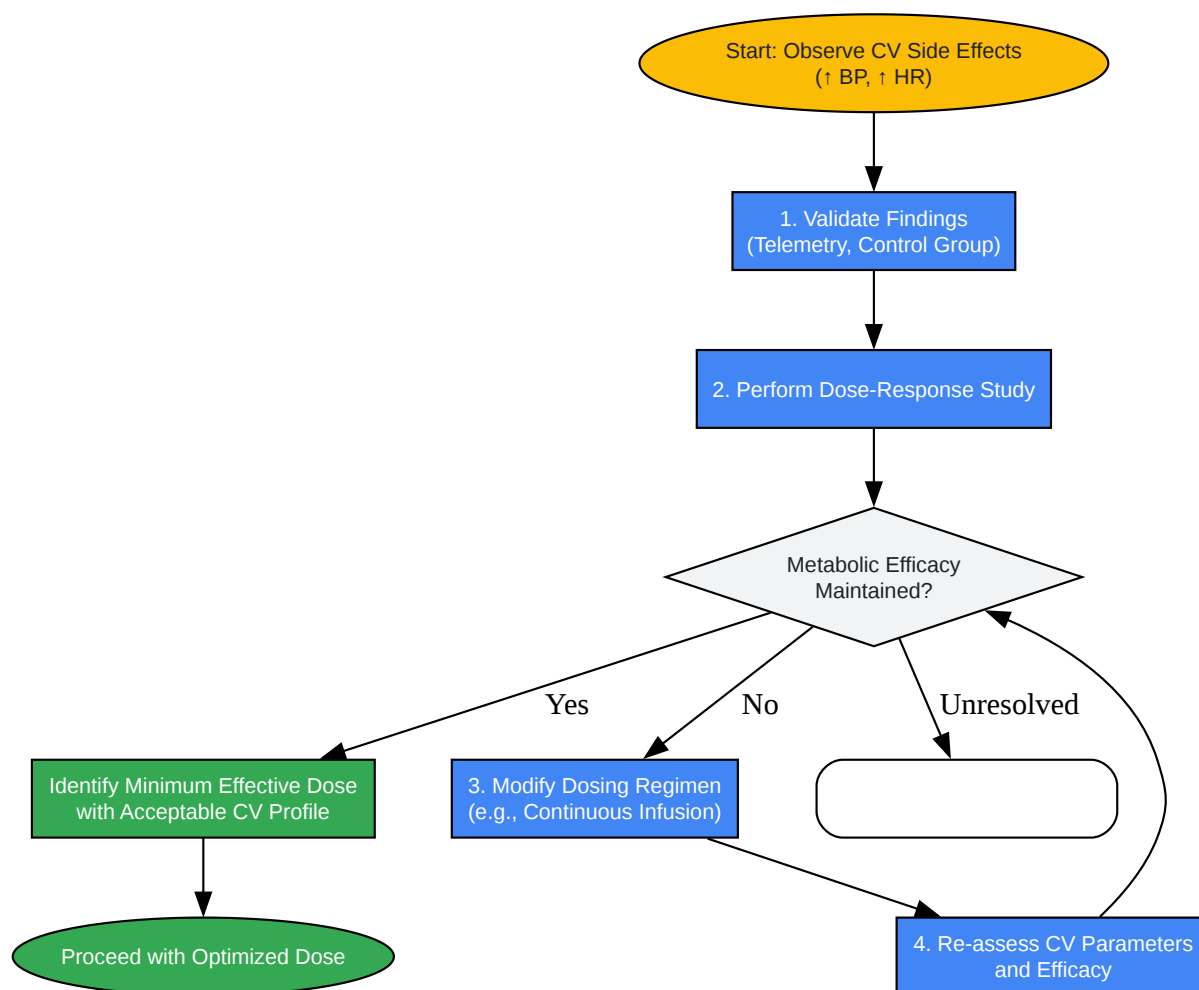 Start: Observe CV Side Effects
(↑ BP, ↑ HR)
1. Validate Findings
(Telemetry, Control Group)
2. Perform Dose-Response Study
Metabolic Efficacy
Maintained?
Yes
No
Unresolved
Identify Minimum Effective Dose
with Acceptable CV Profile
3. Modify Dosing Regimen
(e.g., Continuous Infusion)
Proceed with Optimized Dose
4. Re-assess CV Parameters
and Efficacy